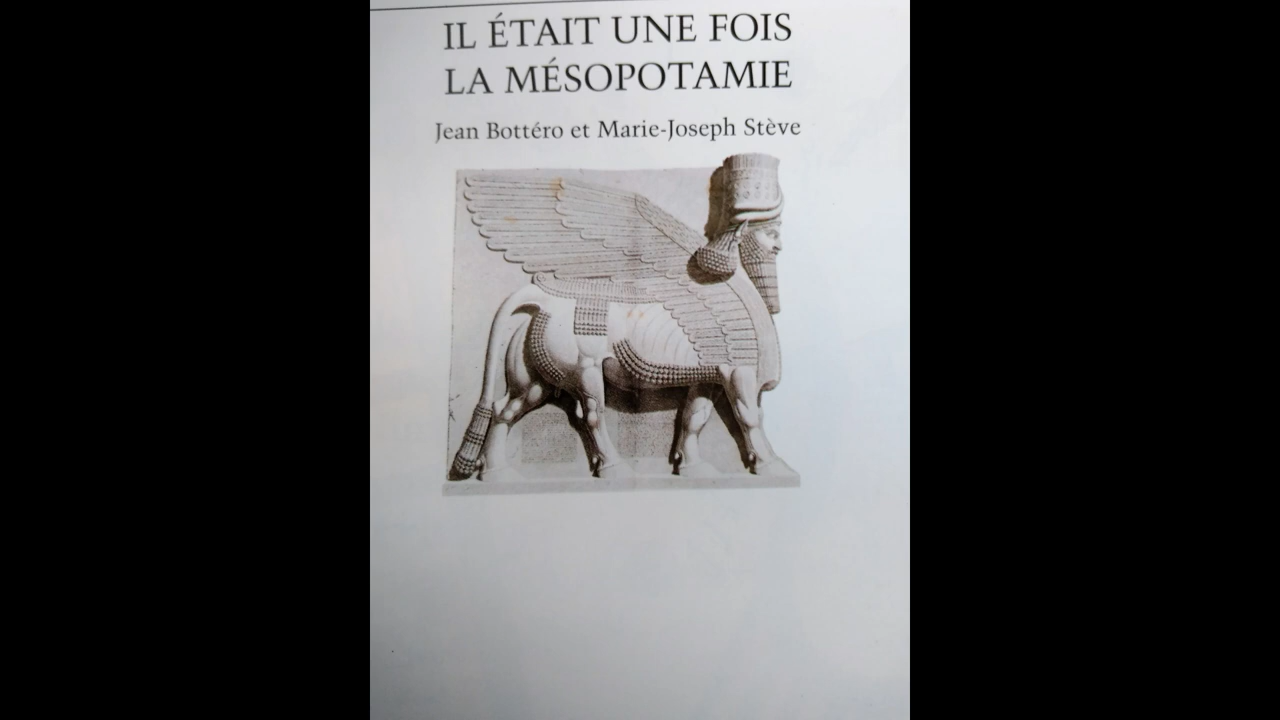 IL ÉTAIT UNE FOIS
LA MÉSOPOTAMIE
Jean Bottéro et Marie-Joseph Stève